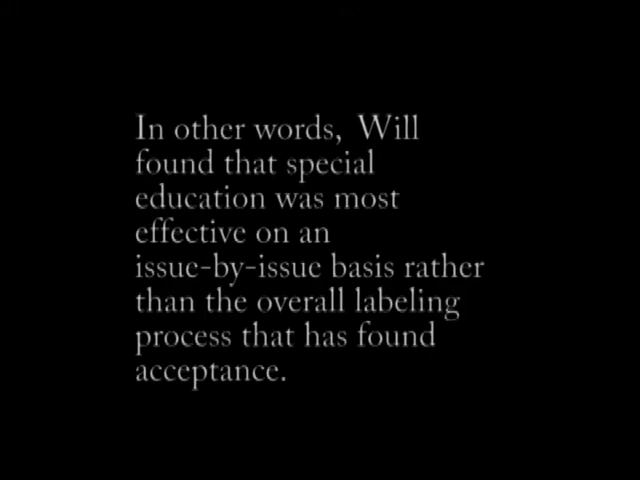 In other words, Will
found that special
education was most
effective on an
issue-by-issue basis rather
than the overall labeling
process that has found
acceptance.